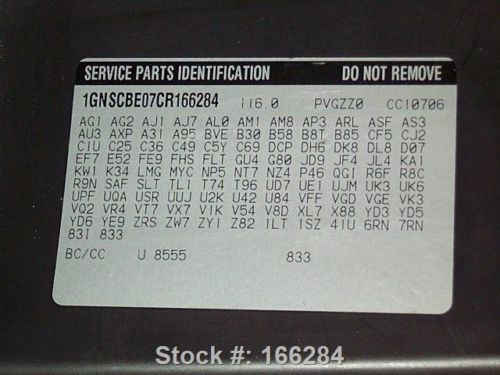 SERVICE PARTS IDENTIFICATION DO NOT REMOVE
1GNSCBE07CR166284 116.0 PVGZZ0 CC10706
AG1 AG2 AJ1 AJ7 AL0 AM1 AM8 AP3 ARL ASF AS3
AU3 AXP A31 A95 BVE B30 B58 B8T B85 CF5 CJ2
C1U C25 C36 C49 C5Y C69 DCP DH6 DK8 DL8 D07
EF7 E52 FE9 FHS FLT GU4 G80 JD9 JF4 JL4 KA1
KW1 K34 LMG MYC NP5 NT7 NZ4 P46 QG1 R6F R8C
R9N SAF SLT TL1 T74 T96 UD7 UE1 UJM UK3 UK6
UPF UQA USR UUJ U2K U42 U84 VFF VGD VGE VK3
VQ2 VR4 VT7 VX7 V1K V54 V8D XL7 X88 YD3 YD5
YD6 YE9 ZRS ZW7 ZY1 Z82 1LT 1SZ 41U 6RN 7RN
831 833
BC/CC U 8555 833
Stock #: 166284